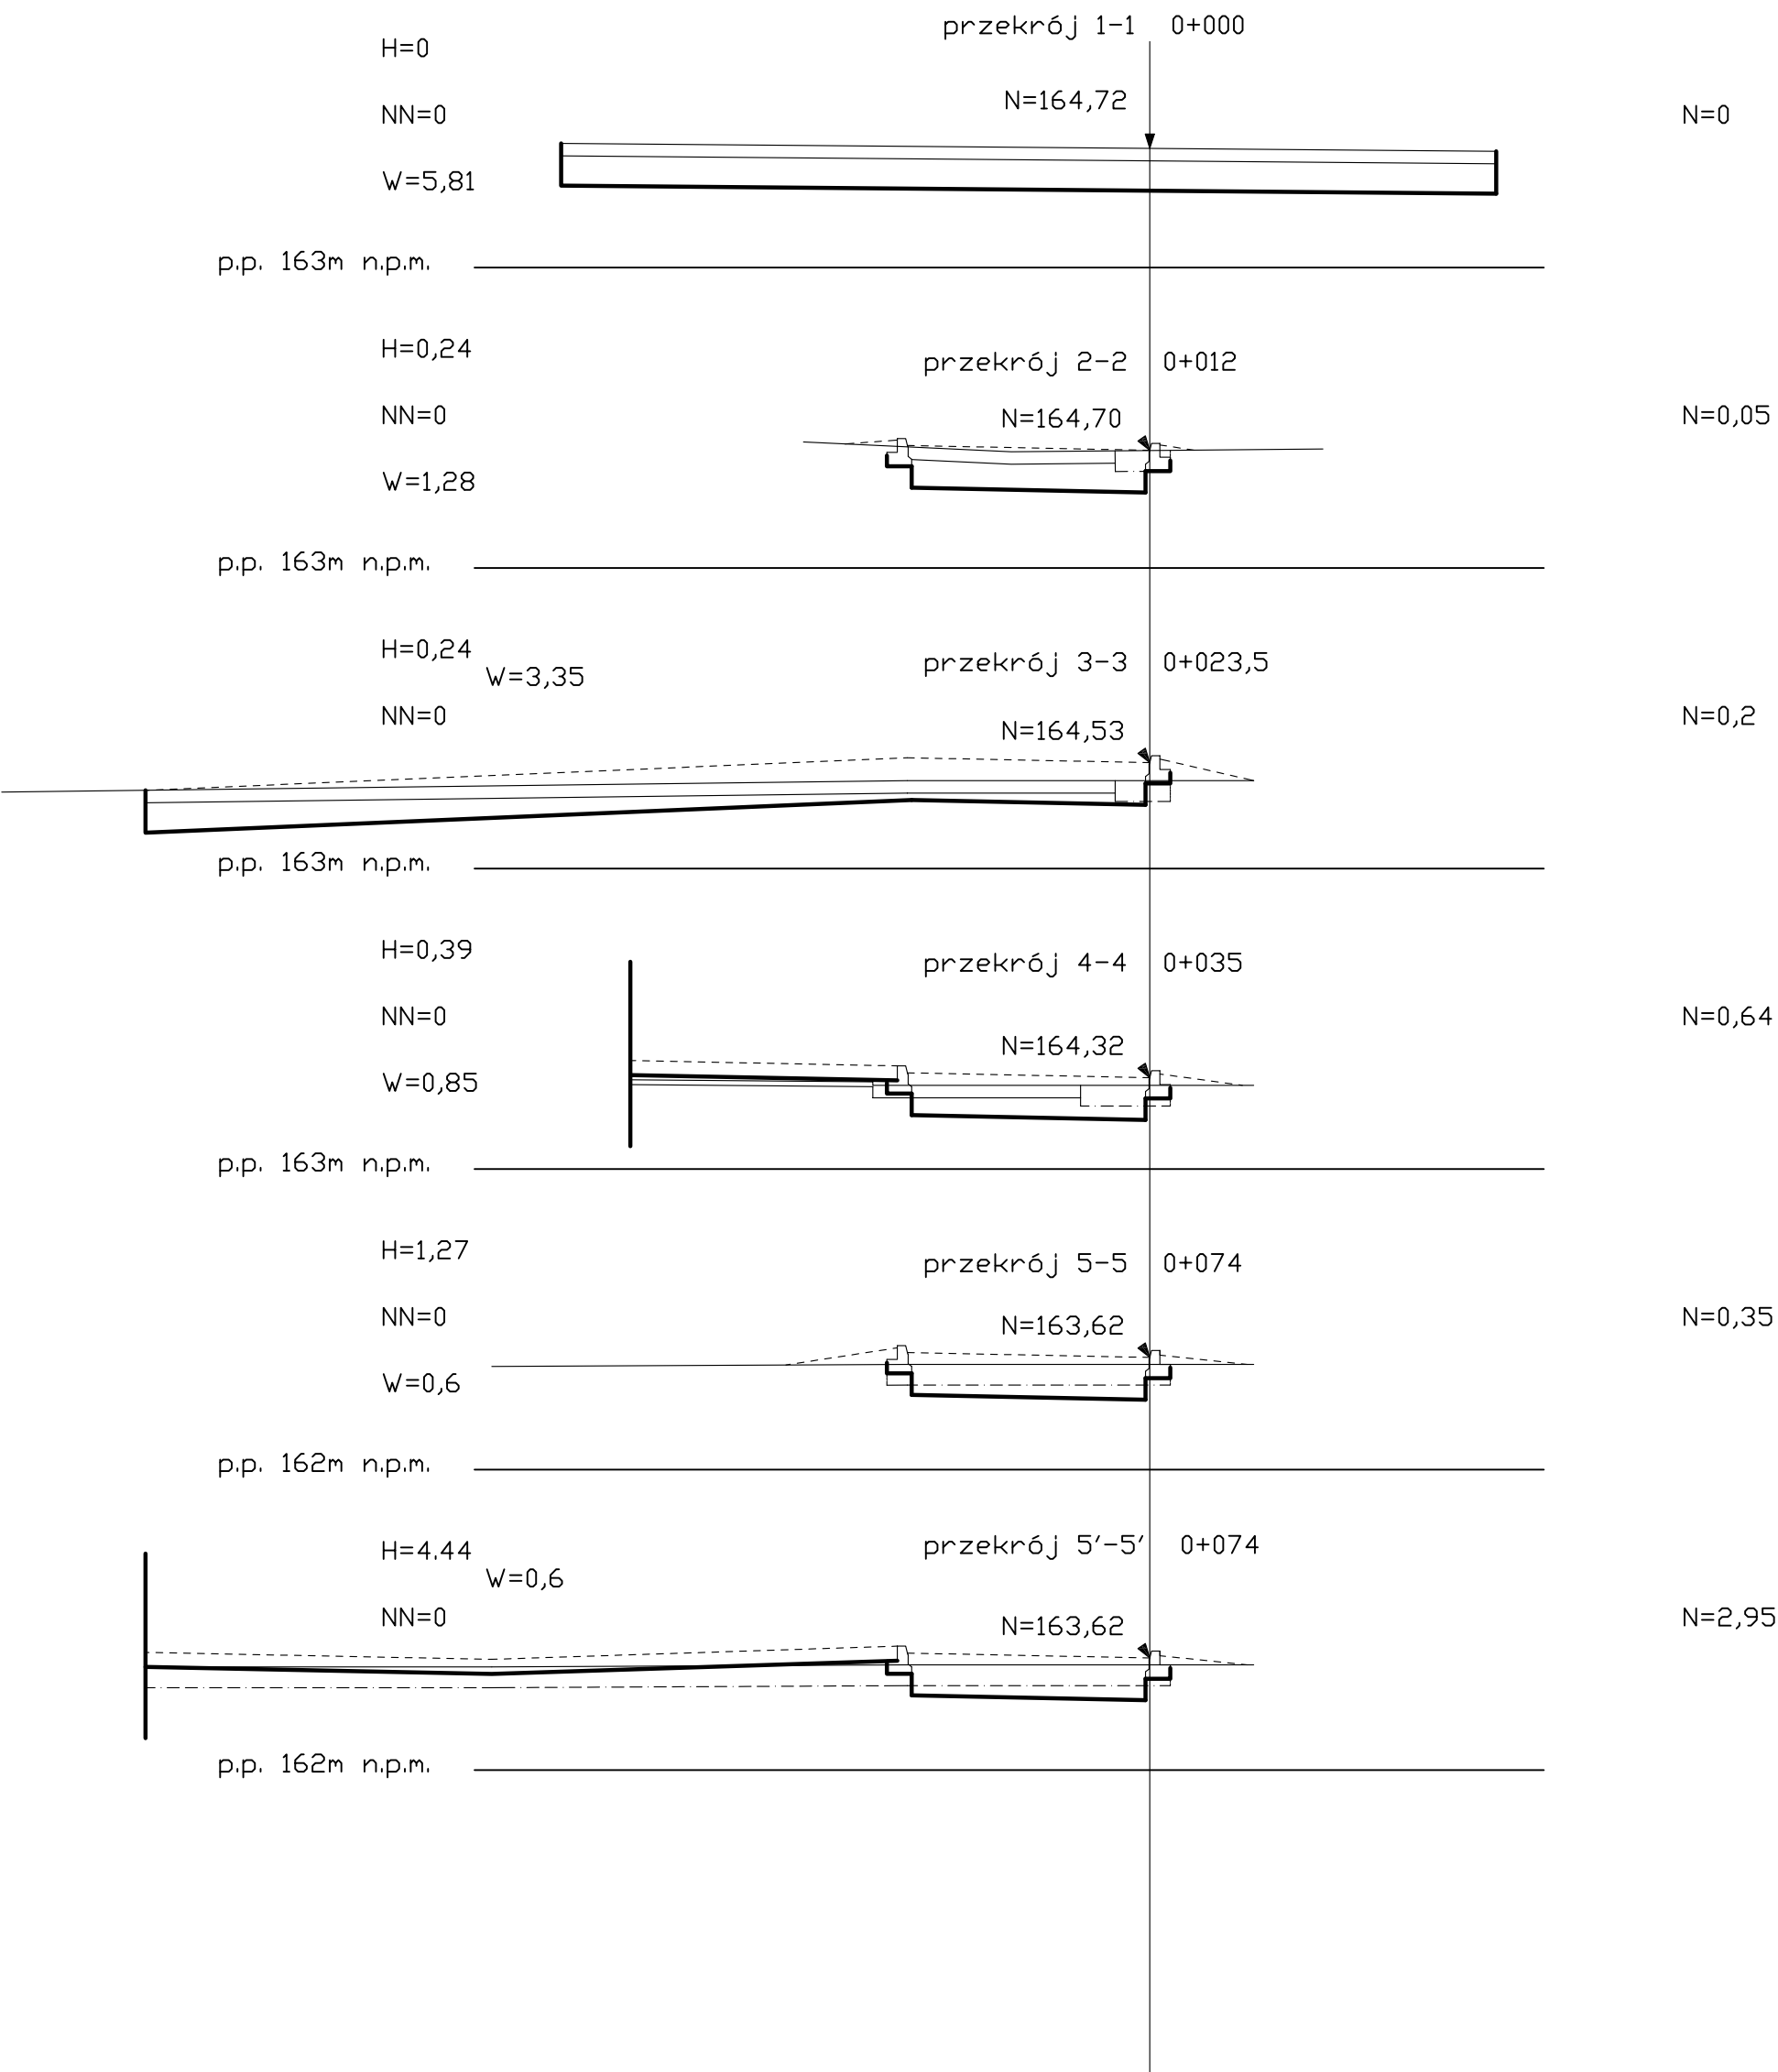 przekrój 1-1 0+000
H=0
N=164,72
NN=0
N=0
W=5,81
p.p. 163m n.p.m.
H=0,24
przekrój 2-2 0+012
NN=0
N=164,70
N=0,05
W=1,28
p.p. 163m n.p.m.
H=0,24
przekrój 3-3 0+023,5
W=3,35
NN=0
N=164,53
N=0,2
p.p. 163m n.p.m.
H=0,39
przekrój 4-4 0+035
NN=0
N=164,32
N=0,64
W=0,85
p.p. 163m n.p.m.
H=1,27
przekrój 5-5 0+074
NN=0
N=163,62
N=0,35
W=0,6
p.p. 162m n.p.m.
H=4.44
przekrój 5'-5' 0+074
W=0,6
NN=0
N=163,62
N=2,95
p.p. 162m n.p.m.